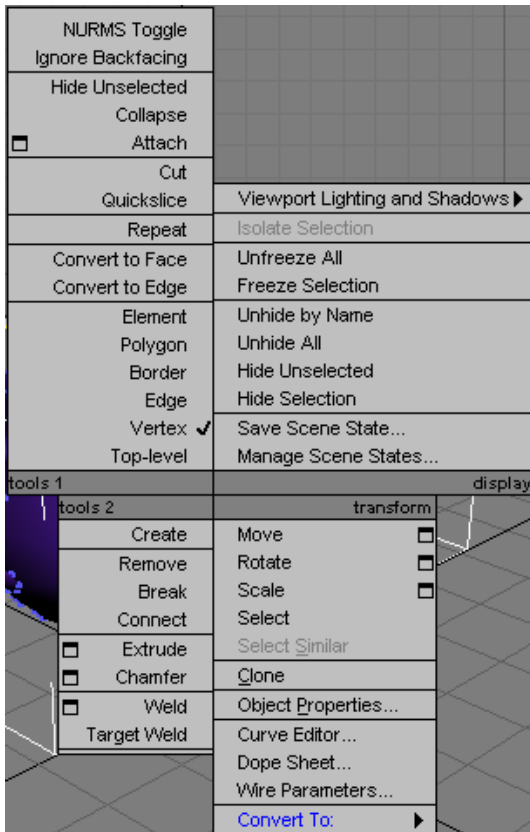 NURMS Toggle
Ignore Backfacing
Hide Unselected
Collapse
Attach
Cut
Quickslice
Repeat
Convert to Face
Convert to Edge
Element
Polygon
Border
Edge
Vertex
Top-level
tools 1
Viewport Lighting and Shadows
Isolate Selection
Unfreeze All
Freeze Selection
Unhide by Name
Unhide All
Hide Unselected
Hide Selection
Save Scene State...
Manage Scene States...
display
tools 2
Create
Remove
Break
Connect
Extrude
Chamfer
Weld
Target Weld
transform
Move
Rotate
Scale
Select
Select Similar
Clone
Object Properties...
Curve Editor...
Dope Sheet...
Wire Parameters...
Convert To: